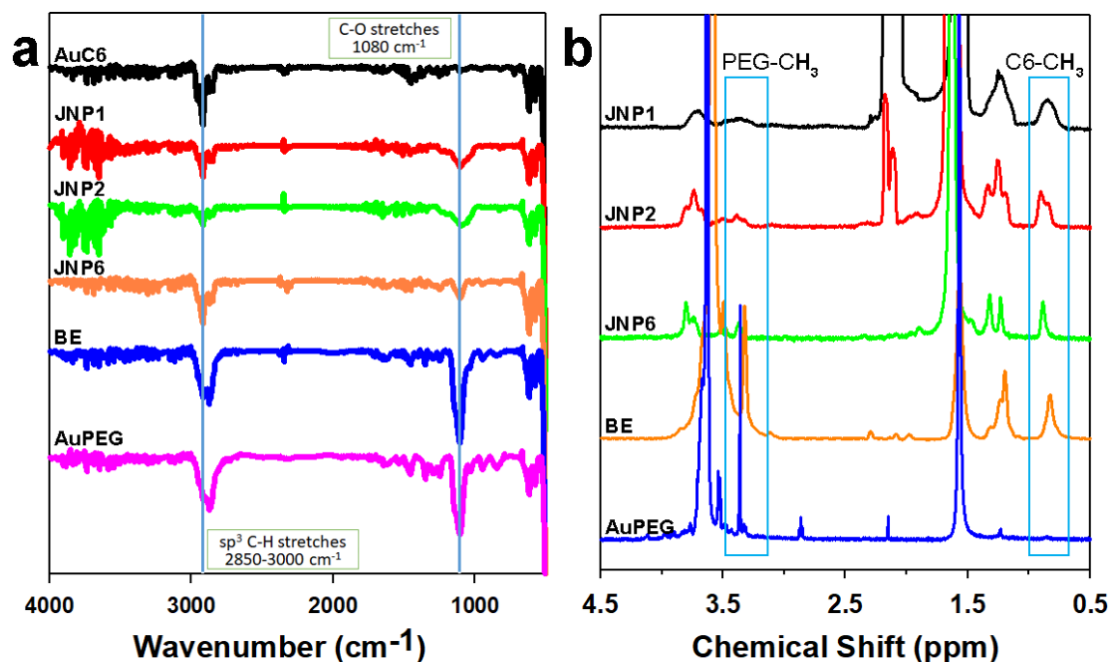 a
AuC6
JNP1
JNP2
JNP6
BE
AuPEG
C-O stretches
1080 cm⁻¹
sp³ C-H stretches
2850-3000 cm⁻¹
4000
3000
2000
1000
Wavenumber (cm⁻¹)
b
PEG-CH₃
C6-CH₃
JNP1
JNP2
JNP6
BE
AuPEG
4.5
3.5
2.5
1.5
0.5
Chemical Shift (ppm)